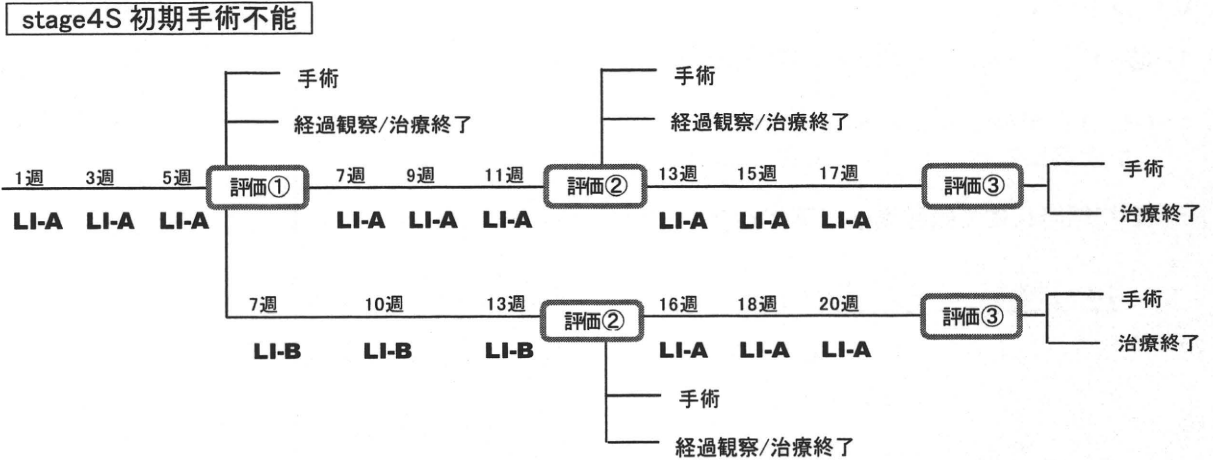 stage4S 初期手術不能
手術
経過観察/治療終了
手術
経過観察/治療終了
1週 3週 5週 評価① 7週 9週 11週 評価② 13週 15週 17週 評価③
手術
治療終了
LI-A LI-A LI-A LI-A LI-A LI-A LI-A LI-A LI-A
7週 10週 13週 評価② 16週 18週 20週 評価③
手術
治療終了
LI-B LI-B LI-B LI-A LI-A LI-A
手術
経過観察/治療終了